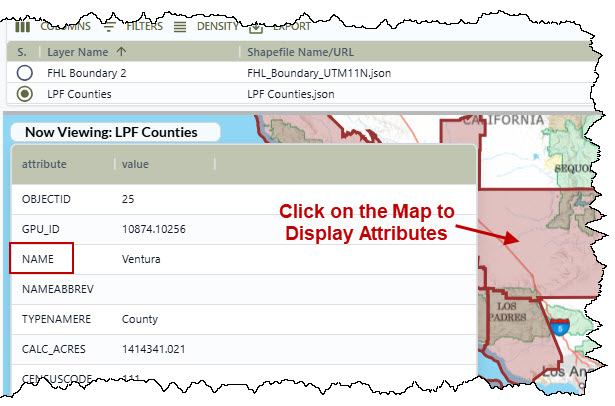 COLUMNS FILTERS DENSITY EXPORT
S. Layer Name Shapefile Name/URL
FHL Boundary 2 FHL_Boundary_UTM11N.json
LPF Counties LPF Counties.json
Now Viewing: LPF Counties
CALIFORNIA
attribute value
SEQUO
OBJECTID 25
Click on the Map to
Display Attributes
GPU_ID 10874.10256
NAME Ventura
NAMEABBREV
LOS
PADRES
TYPENAMERE County
5
CALC_ACRES 1414341.021
Los An
CENSUSCODE 111